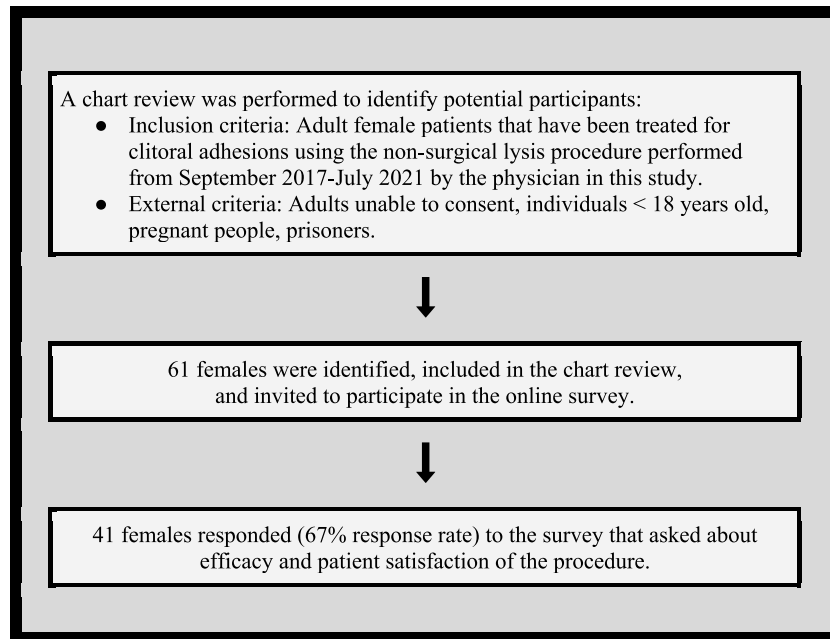 A chart review was performed to identify potential participants:
● Inclusion criteria: Adult female patients that have been treated for
clitoral adhesions using the non-surgical lysis procedure performed
from September 2017-July 2021 by the physician in this study.
● External criteria: Adults unable to consent, individuals < 18 years old,
pregnant people, prisoners.
61 females were identified, included in the chart review,
and invited to participate in the online survey.
41 females responded (67% response rate) to the survey that asked about
efficacy and patient satisfaction of the procedure.